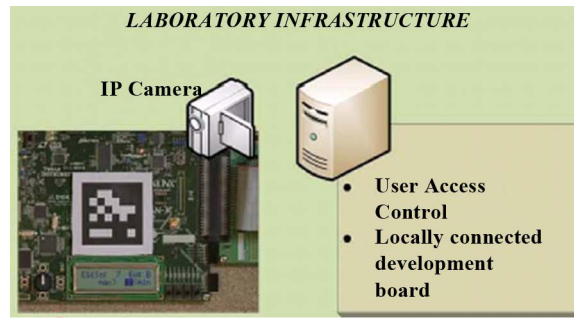 LABORATORY INFRASTRUCTURE
IP Camera
• User Access
Control
• Locally connected
development
board